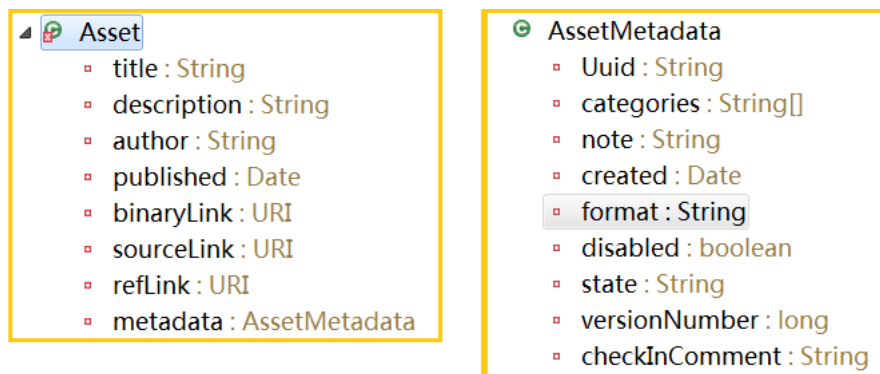 Asset
title : String
description : String
author : String
published : Date
binaryLink : URI
sourceLink : URI
refLink : URI
metadata : AssetMetadata
AssetMetadata
Uuid : String
categories : String[]
note : String
created : Date
format : String
disabled : boolean
state : String
versionNumber : long
checkInComment : String